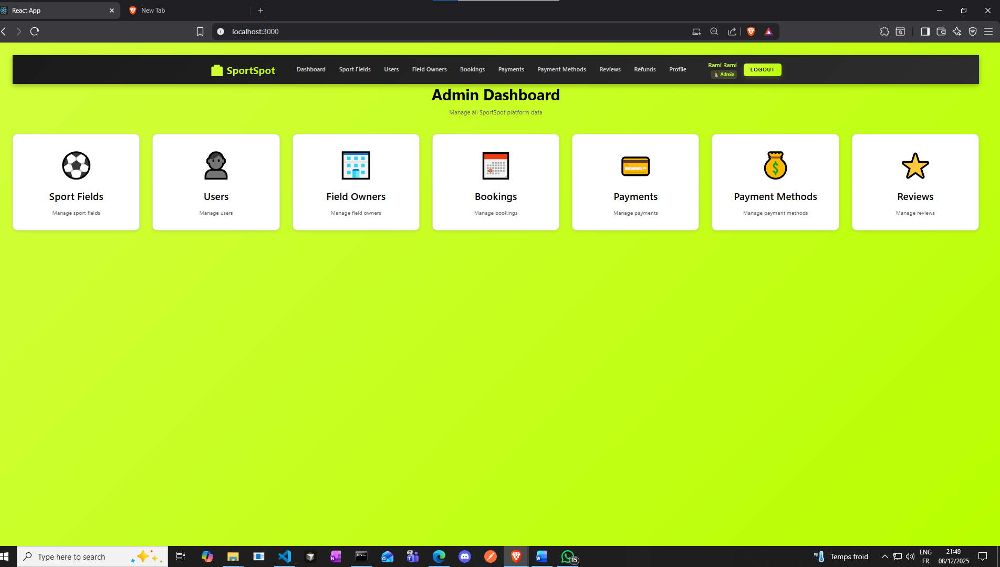 React App
New Tab
localhost:3000
SportSpot
Dashboard
Sport Fields
Users
Field Owners
Bookings
Payments
Payment Methods
Reviews
Refunds
Profile
Rami Rami
Admin
LOGOUT
Admin Dashboard
Manage all SportSpot platform data
Sport Fields
Manage sport fields
Users
Manage users
Field Owners
Manage field owners
Bookings
Manage bookings
Payments
Manage payments
Payment Methods
Manage payment methods
Reviews
Manage reviews
Type here to search
15
Temps froid
ENG
FR
21:49
08/12/2025